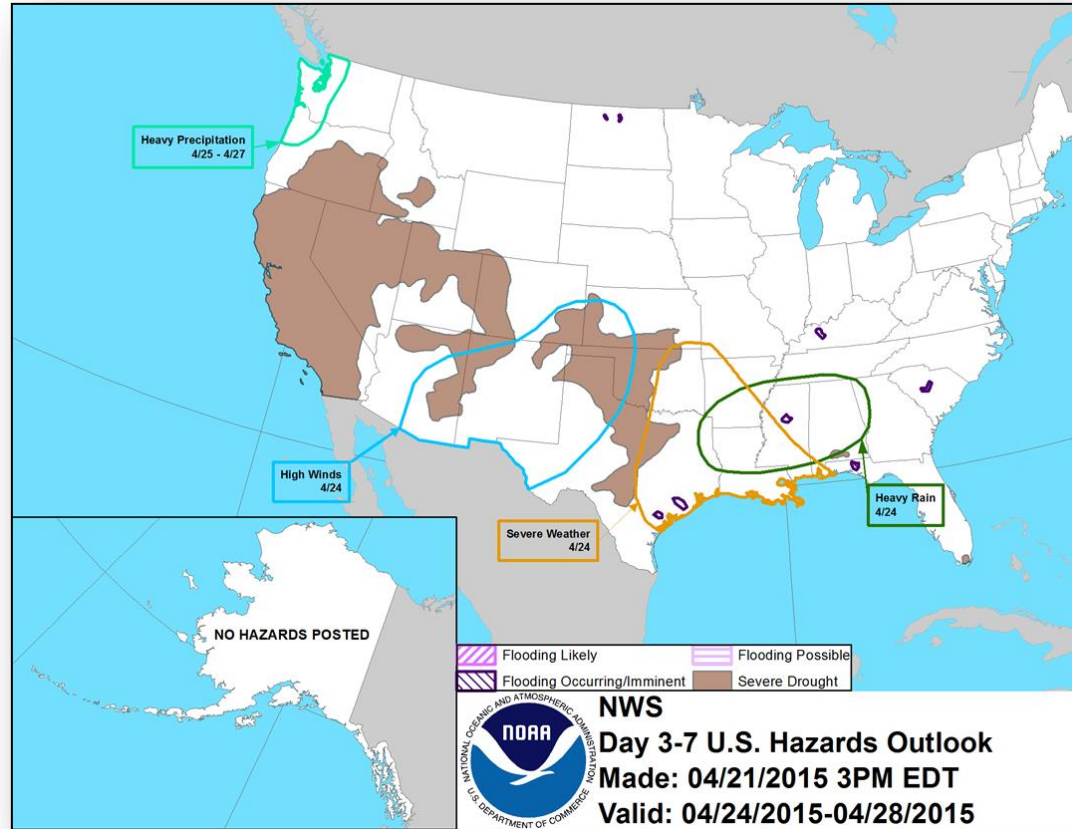 Heavy Precipitation
4/25 - 4/27
High Winds
4/24
Severe Weather
4/24
Heavy Rain
4/24
NO HAZARDS POSTED
Flooding Likely
Flooding Possible
Flooding Occurring/Imminent
Severe Drought
NATIONAL OCEANIC AND ATMOSPHERIC ADMINISTRATION
NOAA
U.S. DEPARTMENT OF COMMERCE
NWS
Day 3-7 U.S. Hazards Outlook
Made: 04/21/2015 3PM EDT
Valid: 04/24/2015-04/28/2015